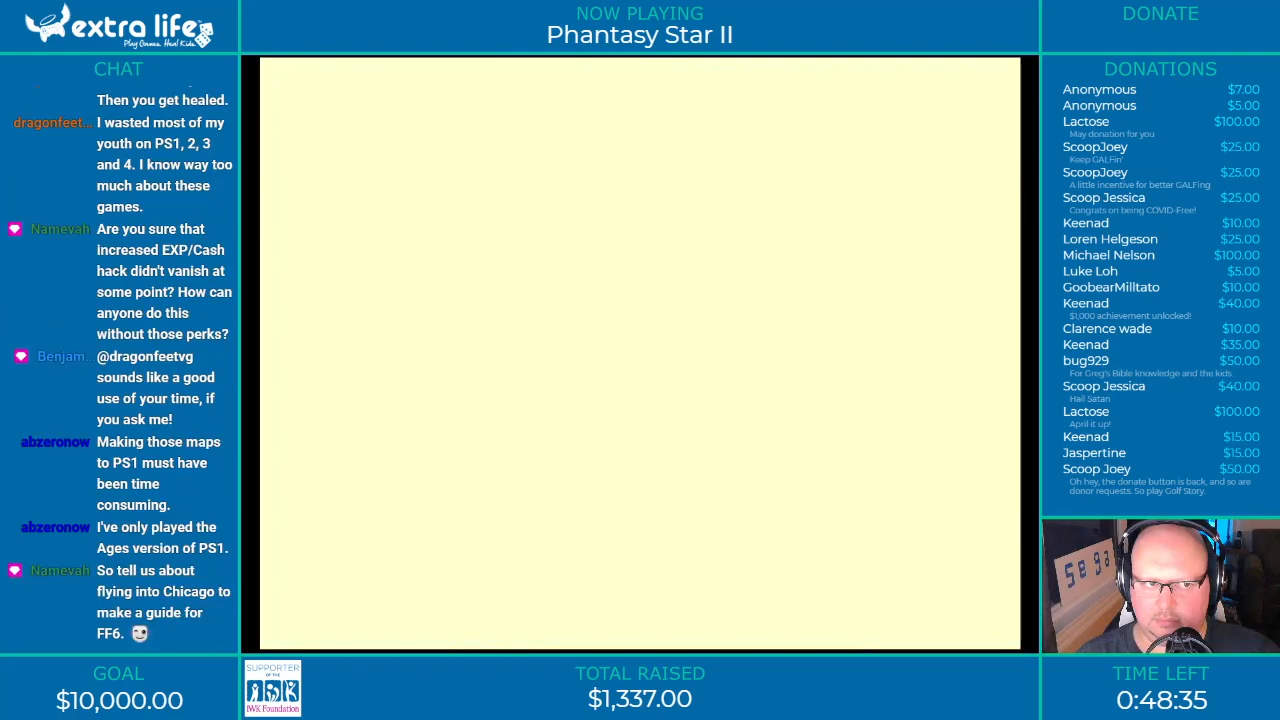 extra life
Play Games. Heal Kids.
NOW PLAYING
Phantasy Star II
DONATE
CHAT
Then you get healed.
dragonfeet... I wasted most of my
youth on PS1, 2, 3
and 4. I know way too
much about these
games.
Namevah Are you sure that
increased EXP/Cash
hack didn't vanish at
some point? How can
anyone do this
without those perks?
Benjam... @dragonfeetvg
sounds like a good
use of your time, if
you ask me!
abzeronow Making those maps
to PS1 must have
been time
consuming.
abzeronow I've only played the
Ages version of PS1.
Namevah So tell us about
flying into Chicago to
make a guide for
FF6.
DONATIONS
Anonymous $7.00
Anonymous $5.00
Lactose $100.00
May donation for you
ScoopJoey $25.00
Keep GALFin'
ScoopJoey $25.00
A little incentive for better GALFing
Scoop Jessica $25.00
Congrats on being COVID-Free!
Keenad $10.00
Loren Helgeson $25.00
Michael Nelson $100.00
Luke Loh $5.00
GoobearMilltato $10.00
Keenad $40.00
$1,000 achievement unlocked!
Clarence wade $10.00
Keenad $35.00
bug929 $50.00
For Greg's Bible knowledge and the kids.
Scoop Jessica $40.00
Hail Satan
Lactose $100.00
April it up!
Keenad $15.00
Jaspertine $15.00
Scoop Joey $50.00
Oh hey, the donate button is back, and so are
donor requests. So play Golf Story.
Sega
GOAL
$10,000.00
SUPPORTER
OF THE
IWK
IWK Foundation
TOTAL RAISED
$1,337.00
TIME LEFT
0:48:35